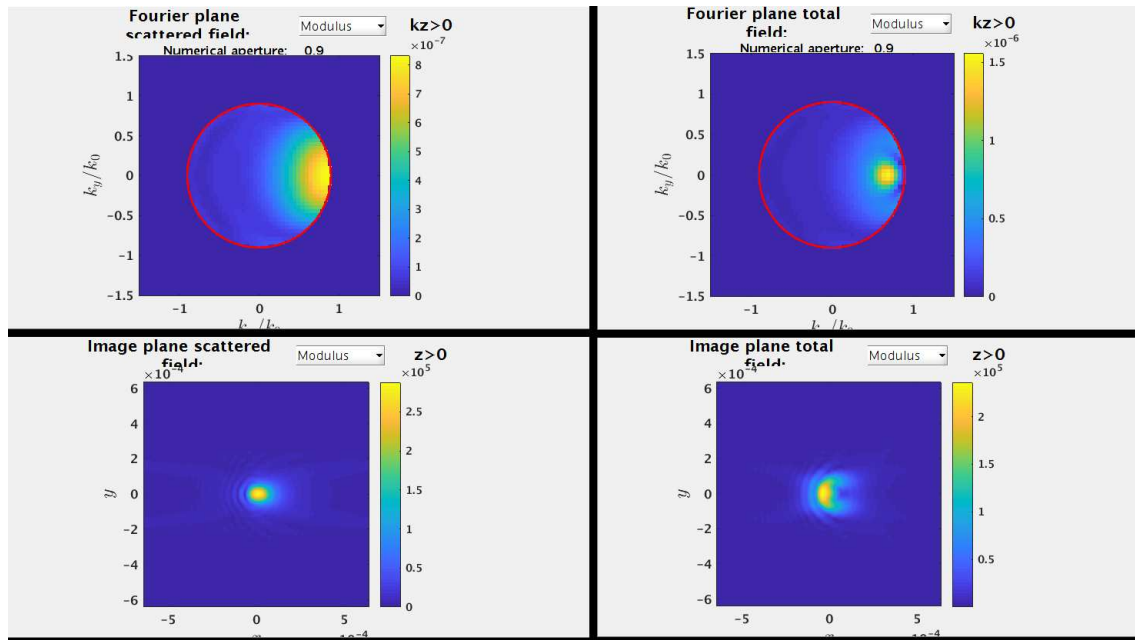 Fourier plane
scattered field:
Modulus
kz>0
Numerical aperture: 0.9
×10⁻⁷
1.5
1
0.5
0
-0.5
-1
-1.5
k_y/k_0
-1 0 1
k_x/k_0
8
7
6
5
4
3
2
1
0
Fourier plane total
field:
Modulus
kz>0
Numerical aperture: 0.9
×10⁻⁶
1.5
1
0.5
0
-0.5
-1
-1.5
k_y/k_0
-1 0 1
k_x/k_0
1.5
1
0.5
0
Image plane scattered
field:
Modulus
z>0
×10⁻⁴
×10⁵
6
4
2
0
-2
-4
-6
y
-5 0 5
2.5
2
1.5
1
0.5
0
Image plane total
field:
Modulus
z>0
×10⁻⁴
×10⁵
6
4
2
0
-2
-4
-6
y
-5 0 5
2
1.5
1
0.5